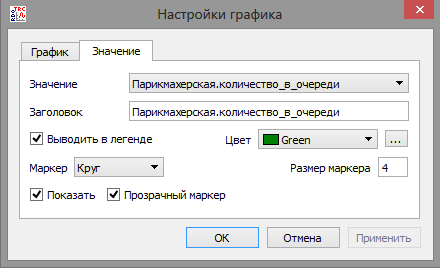 Настройки графика
График Значение
Значение Парикмахерская.количество_в_очереди
Заголовок Парикмахерская.количество_в_очереди
Выводить в легенде Цвет Green ...
Маркер Круг Размер маркера 4
Показать Прозрачный маркер
ОК Отмена Применить